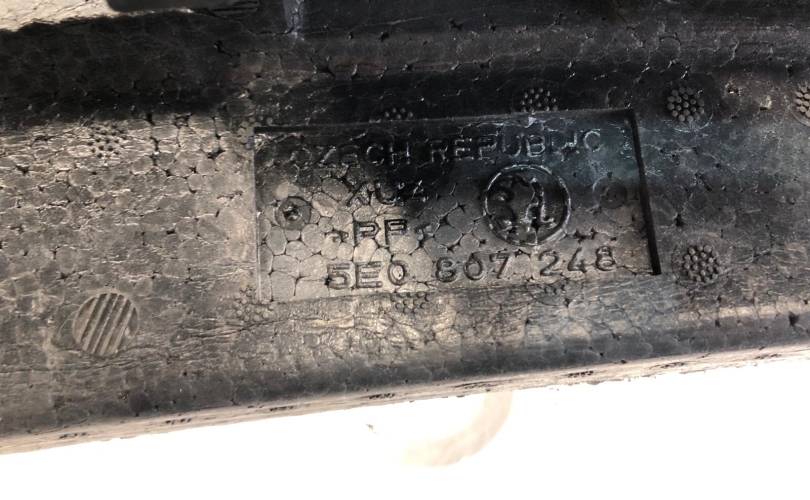 CZECH REPUBLIC
>PP<
5E0 807 248